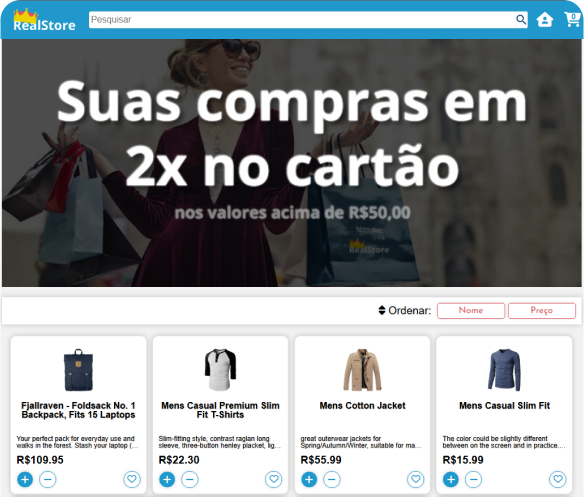 RealStore
Pesquisar
0
Suas compras em
2x no cartão
nos valores acima de R$50,00
RealStore
Ordenar:
Nome
Preço
Fjallraven - Foldsack No. 1
Backpack, Fits 15 Laptops
Your perfect pack for everyday use and
walks in the forest. Stash your laptop (...
R$109.95
Mens Casual Premium Slim
Fit T-Shirts
Slim-fitting style, contrast raglan long
sleeve, three-button henley placket, lig...
R$22.30
Mens Cotton Jacket
great outerwear jackets for
Spring/Autumn/Winter, suitable for ma...
R$55.99
Mens Casual Slim Fit
The color could be slightly different
between on the screen and in practice....
R$15.99